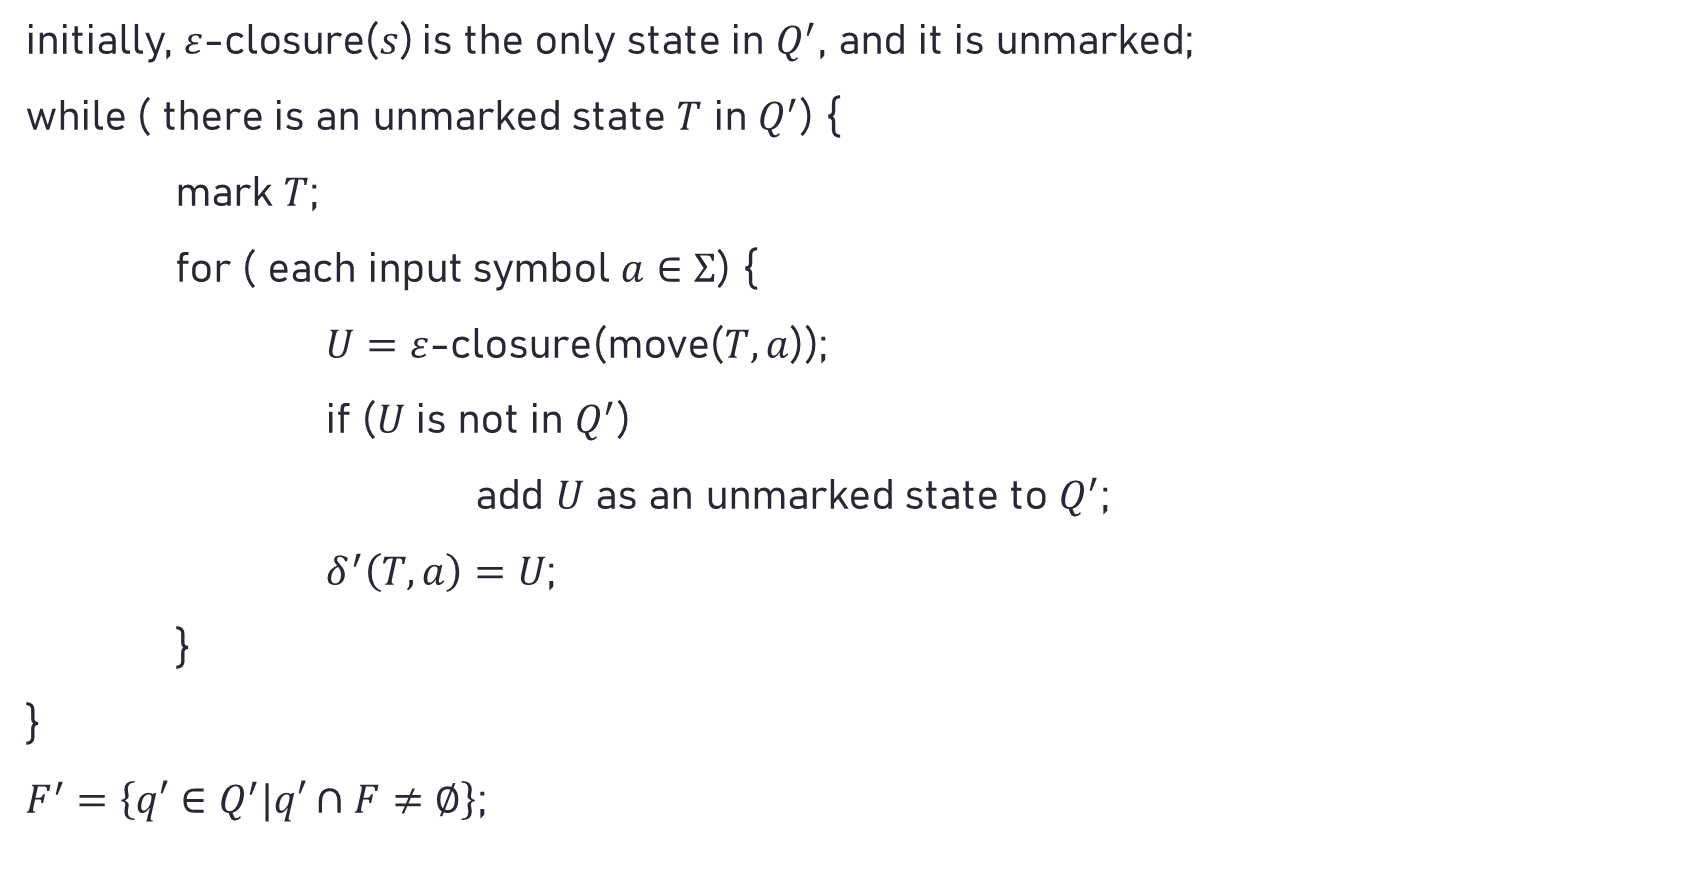 initially, ε-closure(s) is the only state in Q′, and it is unmarked;
while ( there is an unmarked state T in Q′) {
mark T;
for ( each input symbol a ∈ Σ) {
U = ε-closure(move(T, a));
if (U is not in Q′)
add U as an unmarked state to Q′;
δ′(T, a) = U;
}
}
F′ = {q′ ∈ Q′|q′ ∩ F ≠ ∅};